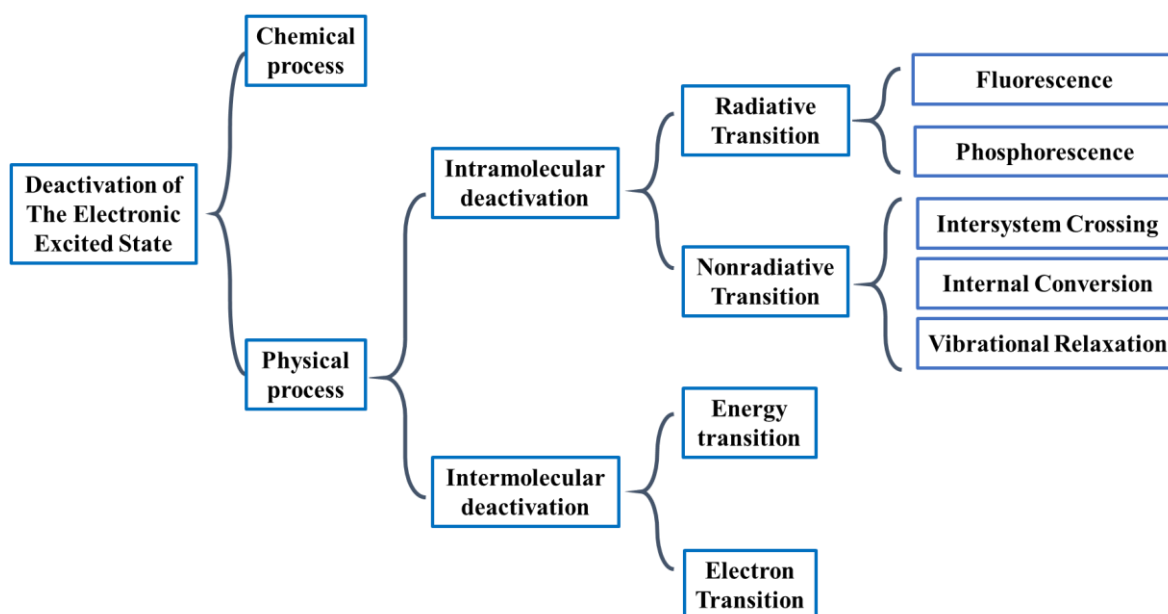 Chemical
process
Deactivation of
The Electronic
Excited State
Physical
process
Intramolecular
deactivation
Intermolecular
deactivation
Radiative
Transition
Nonradiative
Transition
Energy
transition
Electron
Transition
Fluorescence
Phosphorescence
Intersystem Crossing
Internal Conversion
Vibrational Relaxation